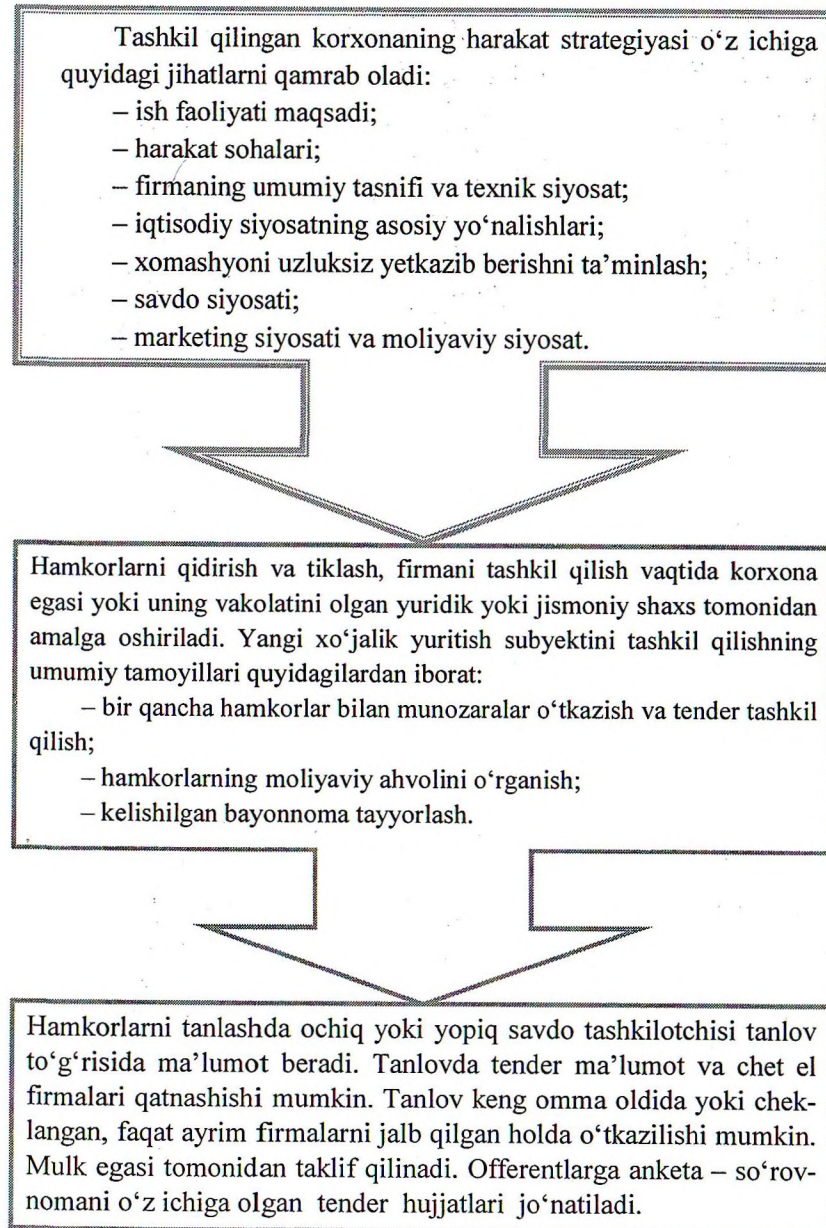 Tashkil qilingan korxonaning harakat strategiyasi o‘z ichiga
quyidagi jihatlarni qamrab oladi:
– ish faoliyati maqsadi;
– harakat sohalari;
– firmaning umumiy tasnifi va texnik siyosat;
– iqtisodiy siyosatning asosiy yo‘nalishlari;
– xomashyoni uzluksiz yetkazib berishni ta’minlash;
– savdo siyosati;
– marketing siyosati va moliyaviy siyosat.
Hamkorlarni qidirish va tiklash, firmani tashkil qilish vaqtida korxona
egasi yoki uning vakolatini olgan yuridik yoki jismoniy shaxs tomonidan
amalga oshiriladi. Yangi xo‘jalik yuritish subyektini tashkil qilishning
umumiy tamoyillari quyidagilardan iborat:
– bir qancha hamkorlar bilan munozaralar o‘tkazish va tender tashkil
qilish;
– hamkorlarning moliyaviy ahvolini o‘rganish;
– kelishilgan bayonnoma tayyorlash.
Hamkorlarni tanlashda ochiq yoki yopiq savdo tashkilotchisi tanlov
to‘g‘risida ma’lumot beradi. Tanlovda tender ma’lumot va chet el
firmalari qatnashishi mumkin. Tanlov keng omma oldida yoki chek-
langan, faqat ayrim firmalarni jalb qilgan holda o‘tkazilishi mumkin.
Mulk egasi tomonidan taklif qilinadi. Offerentlarga anketa – so‘rov-
nomani o‘z ichiga olgan tender hujjatlari jo‘natiladi.